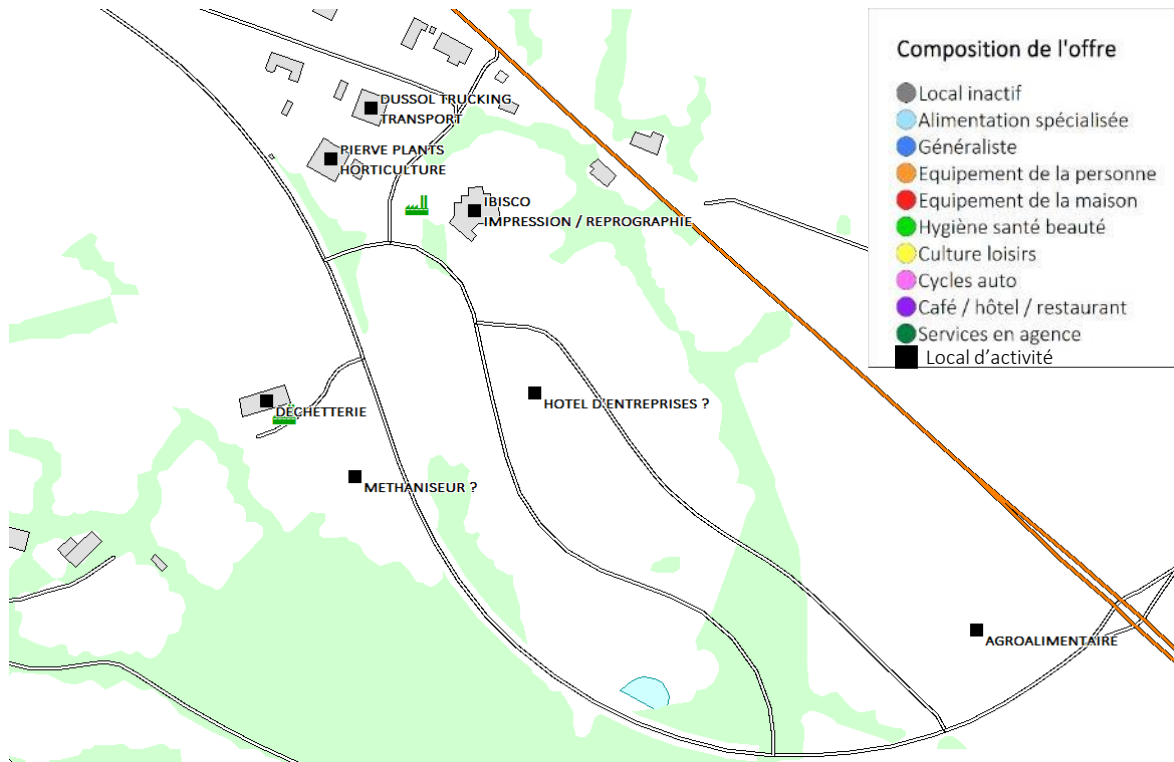 Composition de l'offre
Local inactif
Alimentation spécialisée
Généraliste
Equipement de la personne
Equipement de la maison
Hygiène santé beauté
Culture loisirs
Cycles auto
Café / hôtel / restaurant
Services en agence
Local d'activité
DUSSOL TRUCKING
TRANSPORT
PIERVE PLANTS
HORTICULTURE
IBISCO
IMPRESSION / REPROGRAPHIE
HOTEL D'ENTREPRISES ?
DECHETTERIE
METHANISEUR ?
AGROALIMENTAIRE